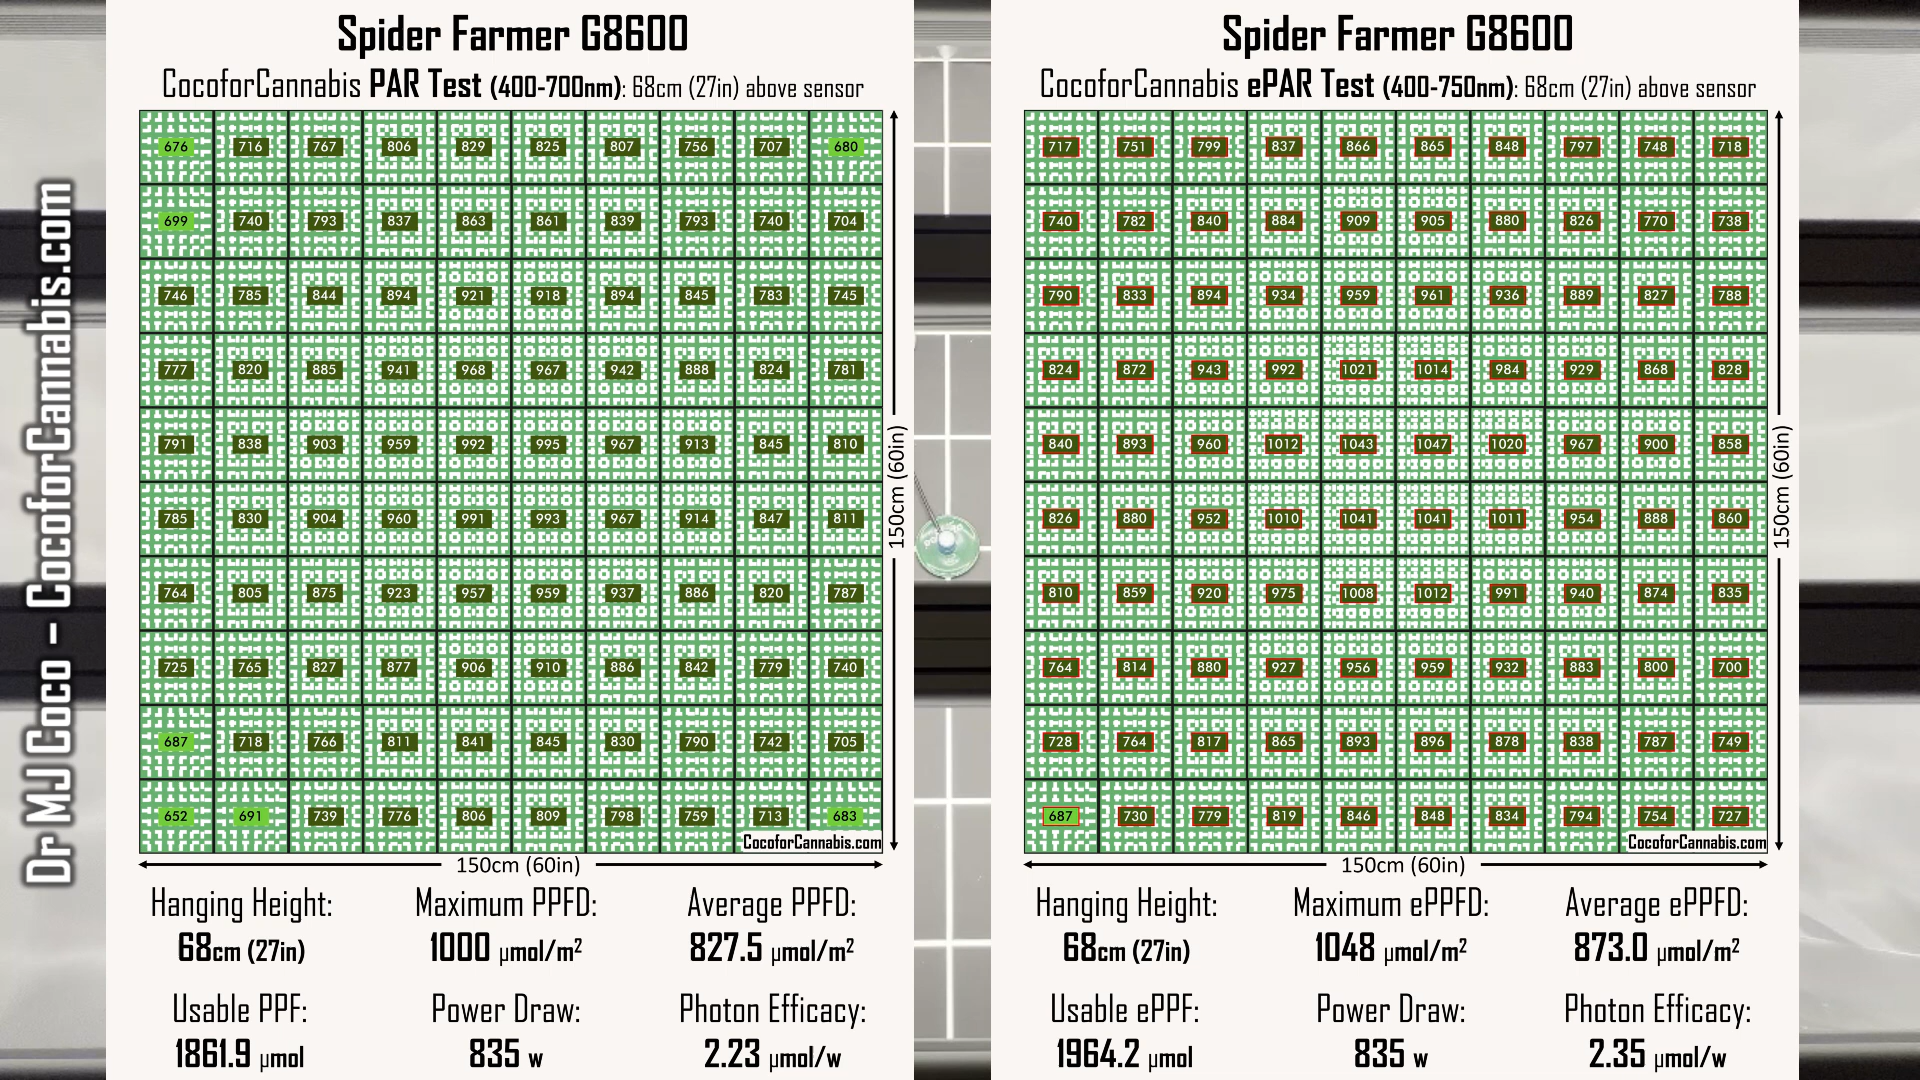 Dr MJ Coco - CocoforCannabis.com
Spider Farmer G8600
CocoforCannabis PAR Test (400-700nm): 68cm (27in) above sensor
676 716 767 806 829 825 807 756 707 680
699 740 793 837 863 861 839 793 740 704
746 785 844 894 921 918 894 845 783 745
777 820 885 941 968 967 942 888 824 781
791 838 903 959 992 995 967 913 845 810
785 830 904 960 991 993 967 914 847 811
764 805 875 923 957 959 937 886 820 787
725 765 827 877 906 910 886 842 779 740
687 718 766 811 841 845 830 790 742 705
652 691 739 776 806 809 798 759 713 683
CocoforCannabis.com
150cm (60in)
150cm (60in)
Hanging Height: Maximum PPFD: Average PPFD:
68cm (27in) 1000 μmol/m² 827.5 μmol/m²
Usable PPF: Power Draw: Photon Efficacy:
1861.9 μmol 835 w 2.23 μmol/w
Spider Farmer G8600
CocoforCannabis ePAR Test (400-750nm): 68cm (27in) above sensor
717 751 799 837 866 865 848 797 748 718
740 782 840 884 909 905 880 826 770 738
790 833 894 934 959 961 936 889 827 788
824 872 943 992 1021 1014 984 929 868 828
840 893 960 1012 1043 1047 1020 967 900 858
826 880 952 1010 1041 1041 1011 954 888 860
810 859 920 975 1008 1012 991 940 874 835
764 814 880 927 956 959 932 883 800 700
728 764 817 865 893 896 878 838 787 749
687 730 779 819 846 848 834 794 754 727
CocoforCannabis.com
150cm (60in)
150cm (60in)
Hanging Height: Maximum ePPFD: Average ePPFD:
68cm (27in) 1048 μmol/m² 873.0 μmol/m²
Usable ePPF: Power Draw: Photon Efficacy:
1964.2 μmol 835 w 2.35 μmol/w